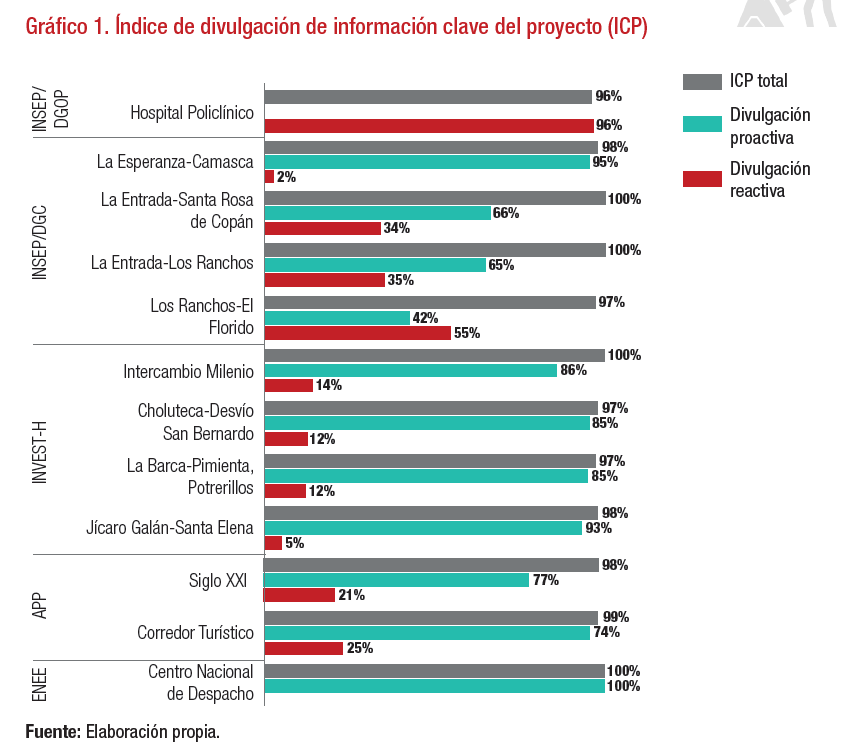 Gráfico 1. Índice de divulgación de información clave del proyecto (ICP)
ICP total
Divulgación
proactiva
Divulgación
reactiva
INSEP/
DGOP
Hospital Policlínico
96%
96%
INSEP/DGC
La Esperanza-Camasca
98%
95%
2%
La Entrada-Santa Rosa
de Copán
100%
66%
34%
La Entrada-Los Ranchos
100%
65%
35%
Los Ranchos-El
Florido
97%
42%
55%
INVEST-H
Intercambio Milenio
100%
86%
14%
Choluteca-Desvío
San Bernardo
97%
85%
12%
La Barca-Pimienta,
Potrerillos
97%
85%
12%
Jícaro Galán-Santa Elena
98%
93%
5%
APP
Siglo XXI
98%
77%
21%
Corredor Turístico
99%
74%
25%
ENEE
Centro Nacional
de Despacho
100%
100%
Fuente: Elaboración propia.